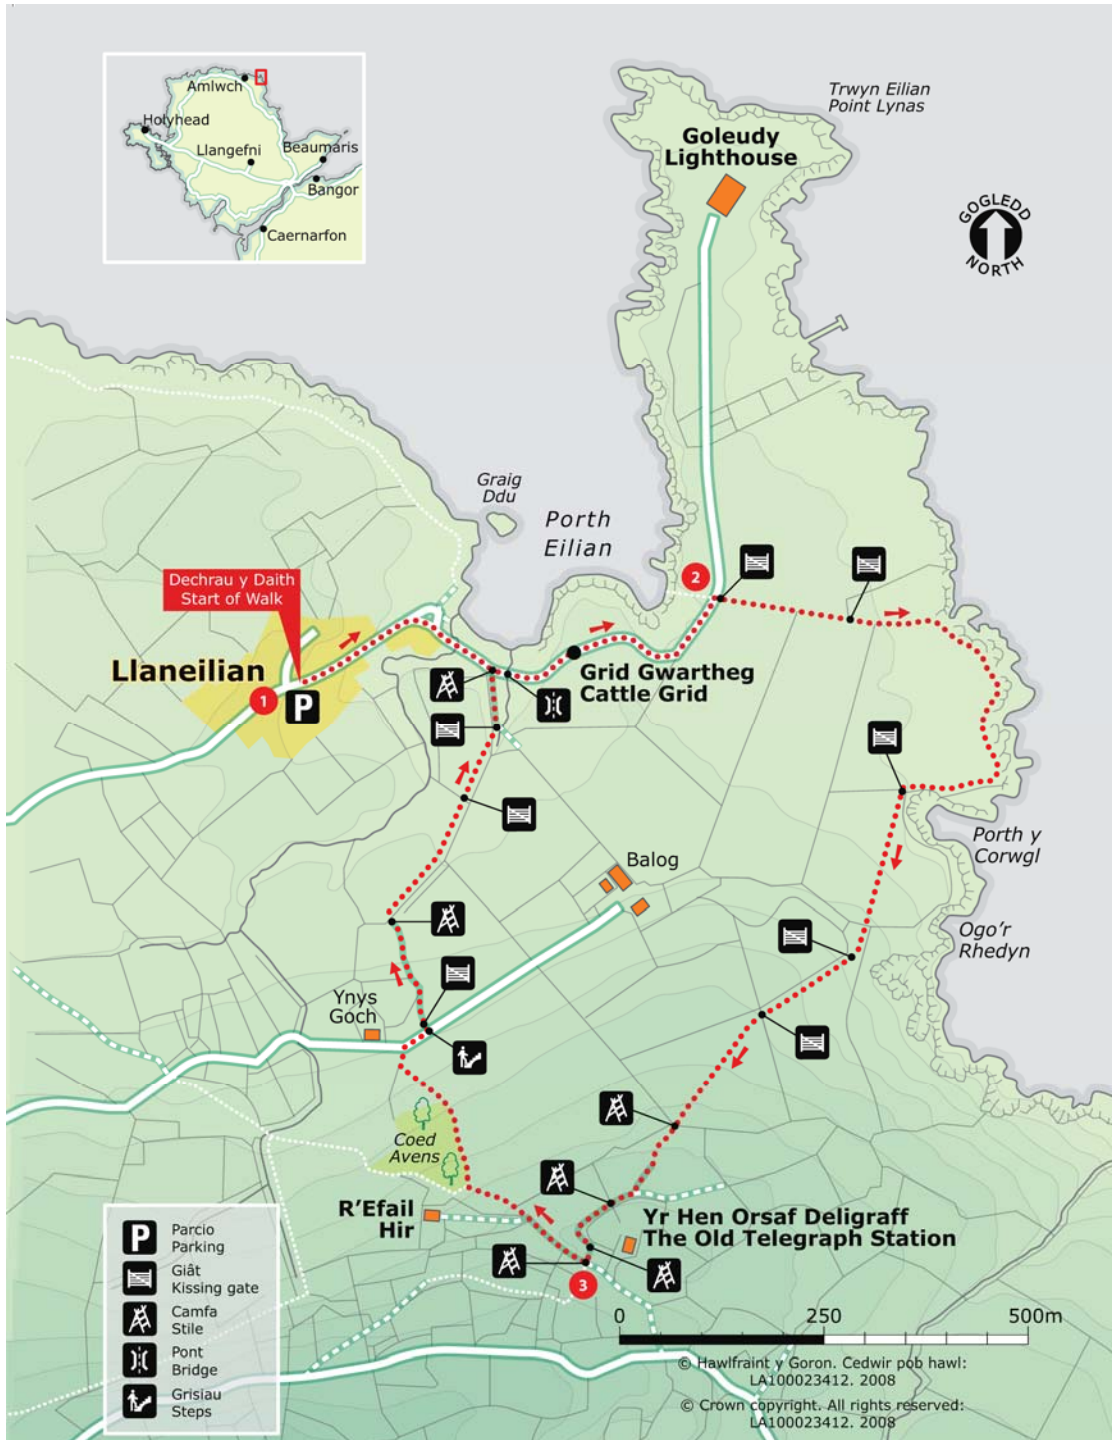 Amlwch
Holyhead
Llangefni
Beaumaris
Bangor
Caernarfon
Trwyn Eilian
Point Lynas
Goleudy
Lighthouse
GOGLEDD
NORTH
Graig
Ddu
Porth
Eilian
2
Dechrau y Daith
Start of Walk
Llaneilian
1
P
Grid Gwartheg
Cattle Grid
Porth y
Corwgl
Balog
Ogo'r
Rhedyn
Ynys
Goch
Coed
Avens
R'Efail
Hir
Yr Hen Orsaf Deligraff
The Old Telegraph Station
3
0 250 500m
© Hawlfraint y Goron. Cedwir pob hawl:
LA100023412. 2008
© Crown copyright. All rights reserved:
LA100023412. 2008
P
Parcio
Parking
Giât
Kissing gate
Camfa
Stile
Pont
Bridge
Grisiau
Steps